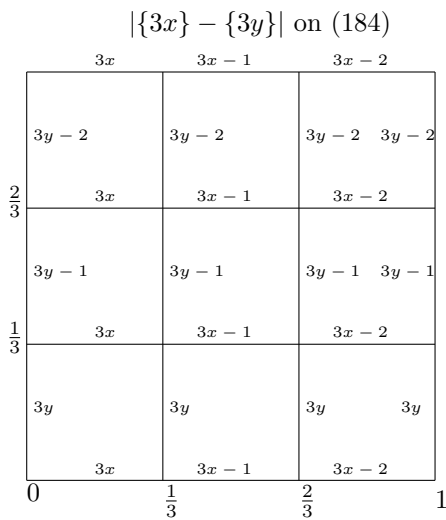 |{3x} − {3y}| on (184)
3x 3x − 1 3x − 2
3y − 2 3y − 2 3y − 2 3y − 2
2/3 3x 3x − 1 3x − 2
3y − 1 3y − 1 3y − 1 3y − 1
1/3 3x 3x − 1 3x − 2
3y 3y 3y 3y
3x 3x − 1 3x − 2
0 1/3 2/3 1